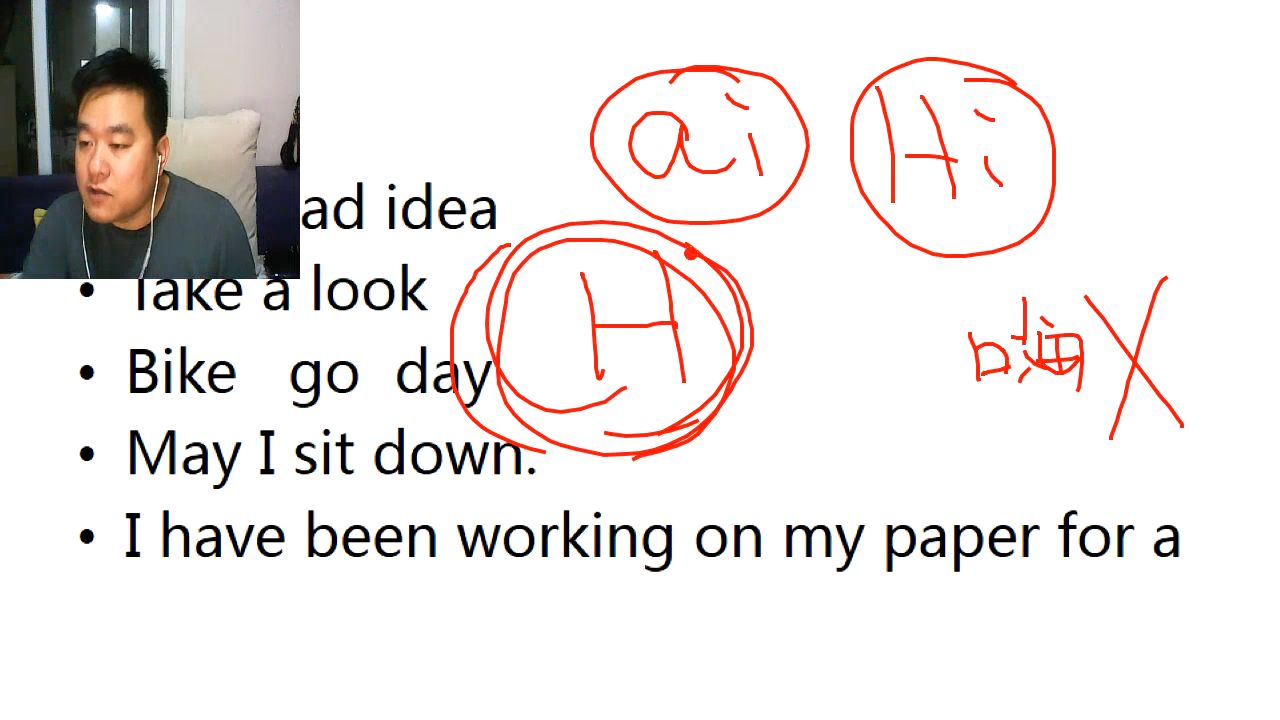 ai Hi
ad idea
Take a look
H
嗨
Bike go day
May I sit down.
I have been working on my paper for a